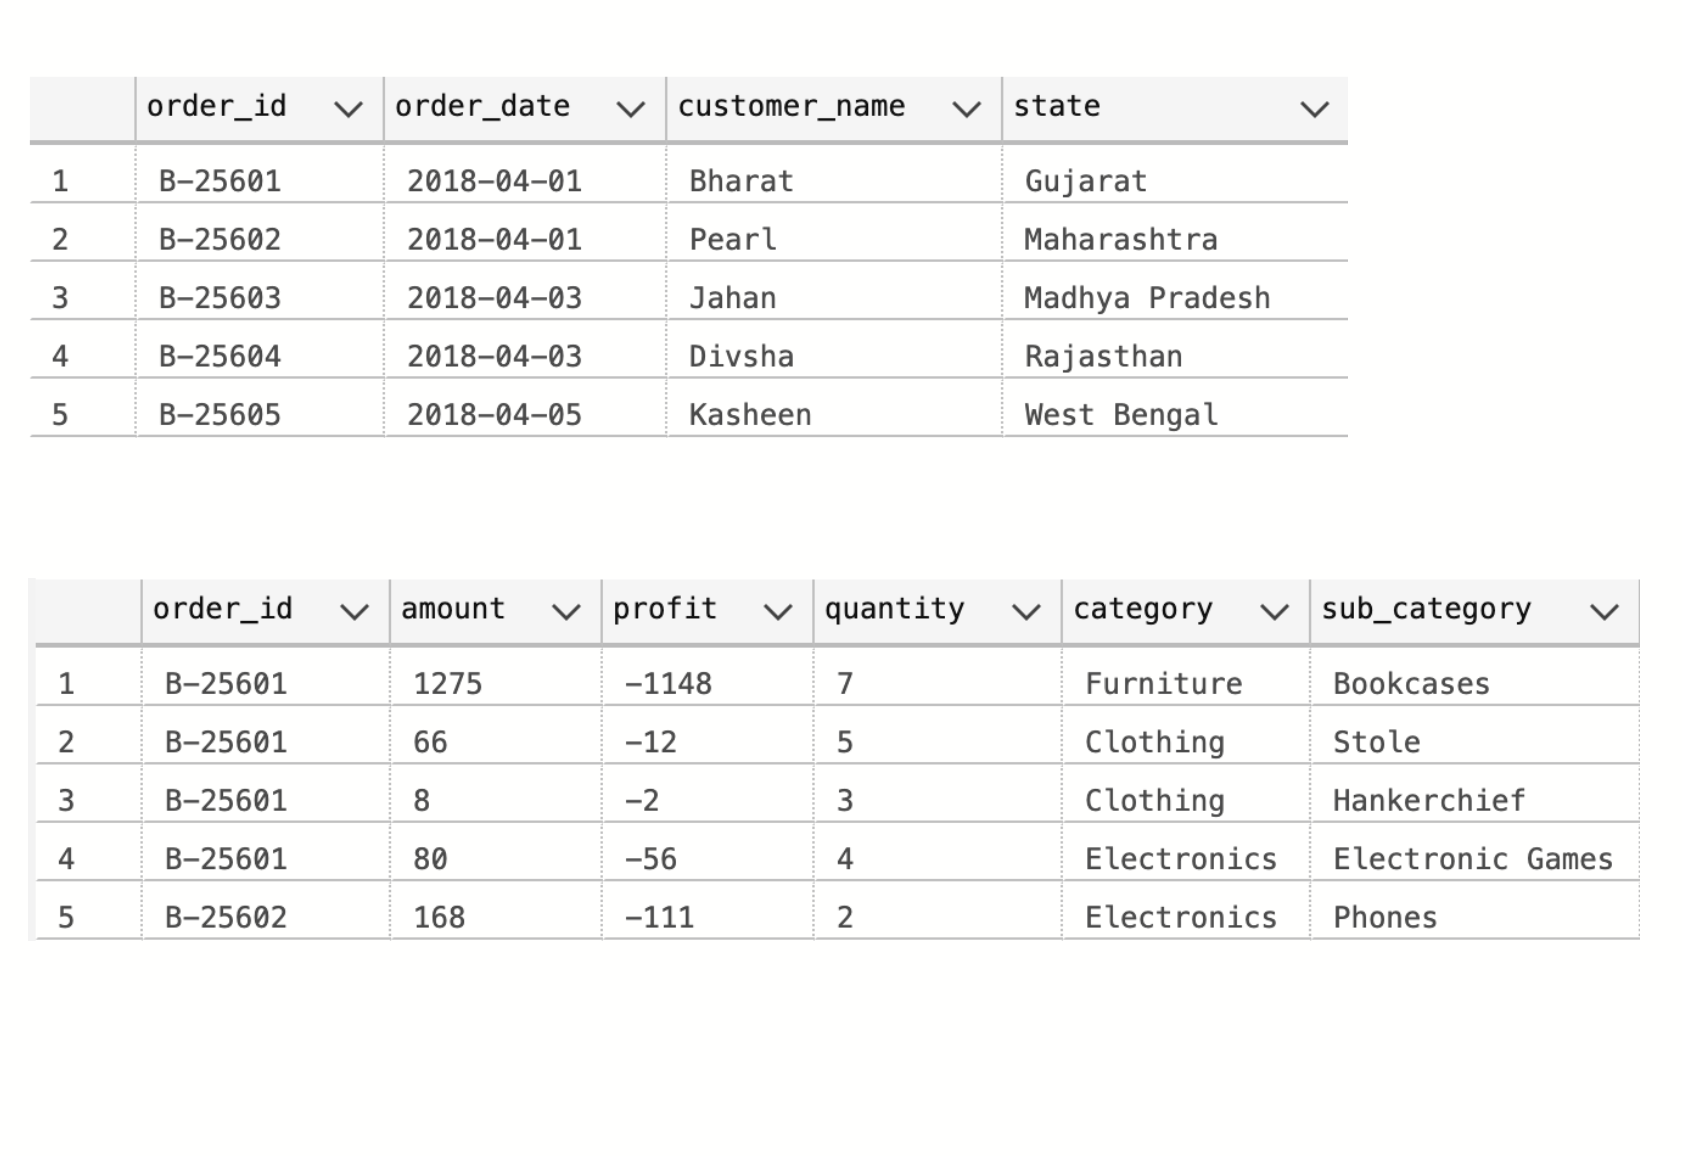 order_id order_date customer_name state
1 B-25601 2018-04-01 Bharat Gujarat
2 B-25602 2018-04-01 Pearl Maharashtra
3 B-25603 2018-04-03 Jahan Madhya Pradesh
4 B-25604 2018-04-03 Divsha Rajasthan
5 B-25605 2018-04-05 Kasheen West Bengal
order_id amount profit quantity category sub_category
1 B-25601 1275 -1148 7 Furniture Bookcases
2 B-25601 66 -12 5 Clothing Stole
3 B-25601 8 -2 3 Clothing Hankerchief
4 B-25601 80 -56 4 Electronics Electronic Games
5 B-25602 168 -111 2 Electronics Phones